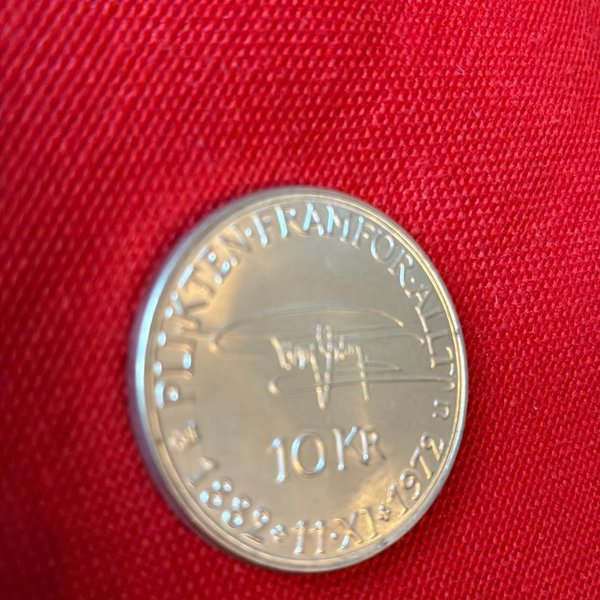 PLIKTEN·FRAMFÖR·ALLT
10 KR
1882*11·XI*1972